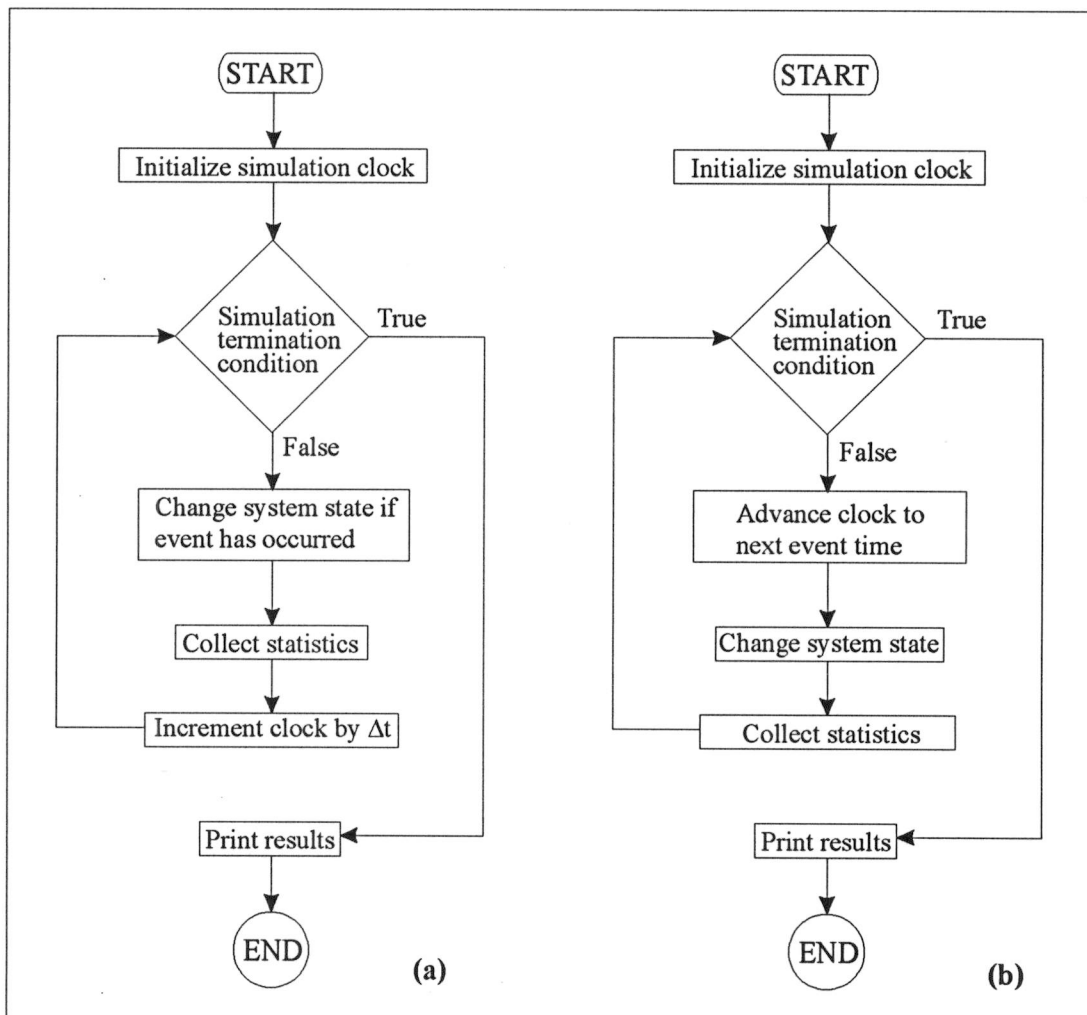 START
Initialize simulation clock
Simulation
termination
condition
True
False
Change system state if
event has occurred
Collect statistics
Increment clock by Δt
Print results
END
(a)
START
Initialize simulation clock
Simulation
termination
condition
True
False
Advance clock to
next event time
Change system state
Collect statistics
Print results
END
(b)